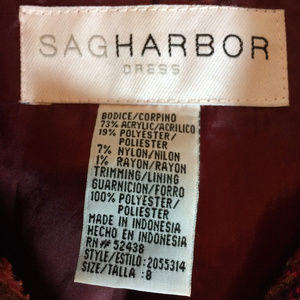 SAGHARBOR
DRESS
BODICE/CORPINO
73% ACRYLIC/ACRILICO
19% POLYESTER/
POLIESTER
7% NYLON/NILON
1% RAYON/RAYON
TRIMMING/LINING
GUARNICION/FORRO
100% POLYESTER/
POLIESTER
MADE IN INDONESIA
HECHO EN INDONESIA
RN# 52438
STYLE/ESTILO: 2055314
SIZE/TALLA : 8